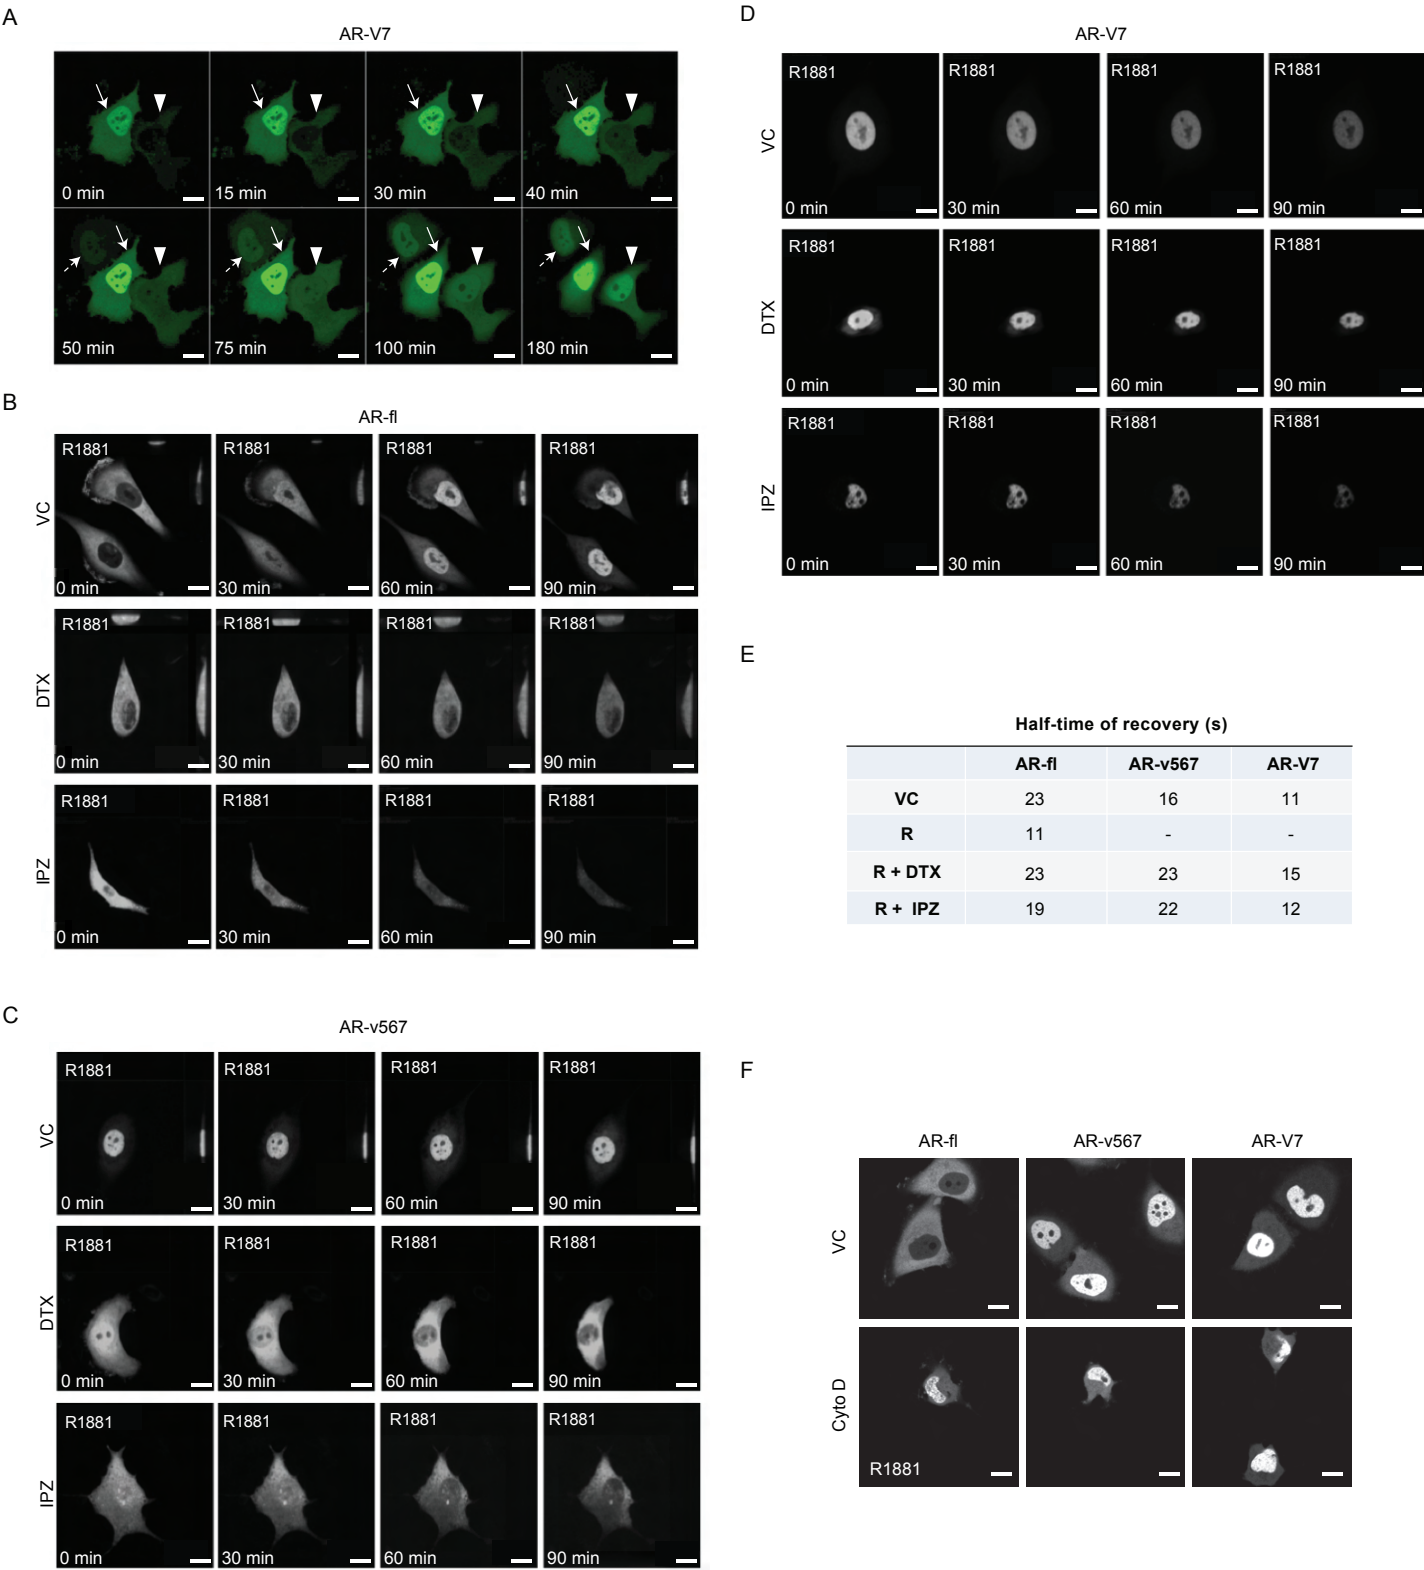 A
AR-V7
0 min 15 min 30 min 40 min
50 min 75 min 100 min 180 min
B
AR-fl
VC
R1881 R1881 R1881 R1881
0 min 30 min 60 min 90 min
DTX
R1881 R1881 R1881 R1881
0 min 30 min 60 min 90 min
IPZ
R1881 R1881 R1881 R1881
0 min 30 min 60 min 90 min
C
AR-v567
VC
R1881 R1881 R1881 R1881
0 min 30 min 60 min 90 min
DTX
R1881 R1881 R1881 R1881
0 min 30 min 60 min 90 min
IPZ
R1881 R1881 R1881 R1881
0 min 30 min 60 min 90 min
D
AR-V7
VC
R1881 R1881 R1881 R1881
0 min 30 min 60 min 90 min
DTX
R1881 R1881 R1881 R1881
0 min 30 min 60 min 90 min
IPZ
R1881 R1881 R1881 R1881
0 min 30 min 60 min 90 min
E
Half-time of recovery (s)
AR-fl AR-v567 AR-V7
VC 23 16 11
R 11 - -
R + DTX 23 23 15
R + IPZ 19 22 12
F
AR-fl AR-v567 AR-V7
VC
Cyto D
R1881